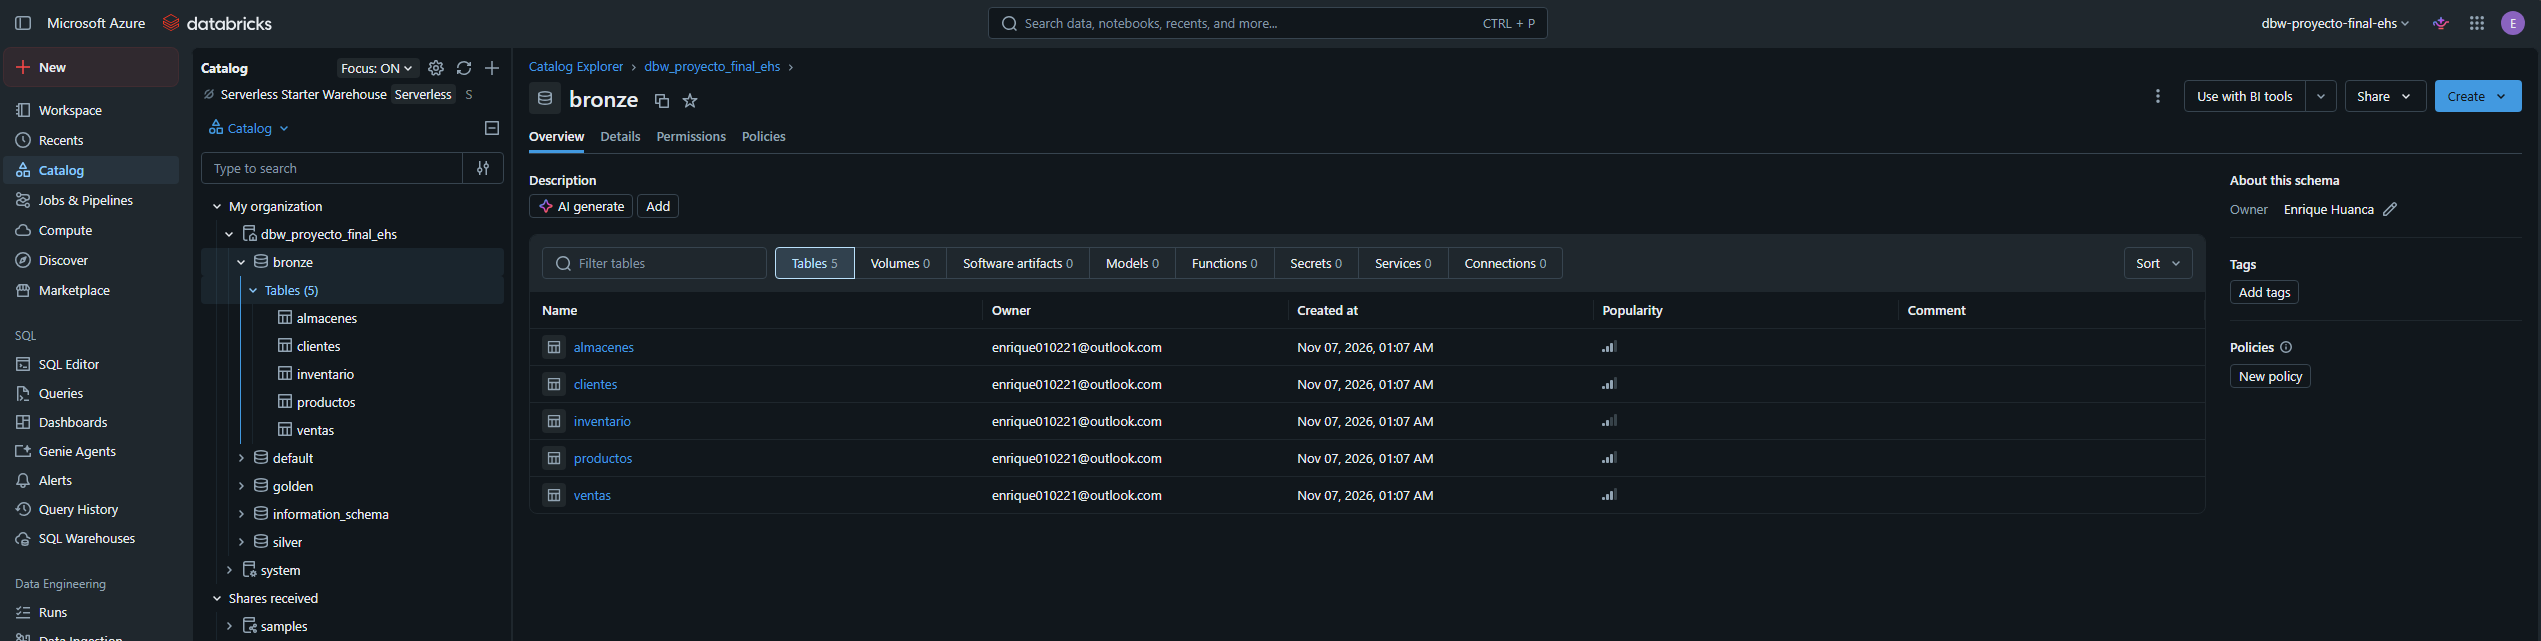 Microsoft Azure databricks
Search data, notebooks, recents, and more... CTRL + P
dbw-proyecto-final-ehs
E
New
Workspace
Recents
Catalog
Jobs & Pipelines
Compute
Discover
Marketplace
SQL
SQL Editor
Queries
Dashboards
Genie Agents
Alerts
Query History
SQL Warehouses
Data Engineering
Runs
Data Ingestion
Catalog Focus: ON
Serverless Starter Warehouse Serverless S
Catalog
Type to search
My organization
dbw_proyecto_final_ehs
bronze
Tables (5)
almacenes
clientes
inventario
productos
ventas
default
golden
information_schema
silver
system
Shares received
samples
Catalog Explorer > dbw_proyecto_final_ehs >
bronze
Use with BI tools Share Create
Overview Details Permissions Policies
Description
AI generate Add
Filter tables Tables 5 Volumes 0 Software artifacts 0 Models 0 Functions 0 Secrets 0 Services 0 Connections 0 Sort
Name Owner Created at Popularity Comment
almacenes enrique010221@outlook.com Nov 07, 2026, 01:07 AM
clientes enrique010221@outlook.com Nov 07, 2026, 01:07 AM
inventario enrique010221@outlook.com Nov 07, 2026, 01:07 AM
productos enrique010221@outlook.com Nov 07, 2026, 01:07 AM
ventas enrique010221@outlook.com Nov 07, 2026, 01:07 AM
About this schema
Owner Enrique Huanca
Tags
Add tags
Policies
New policy